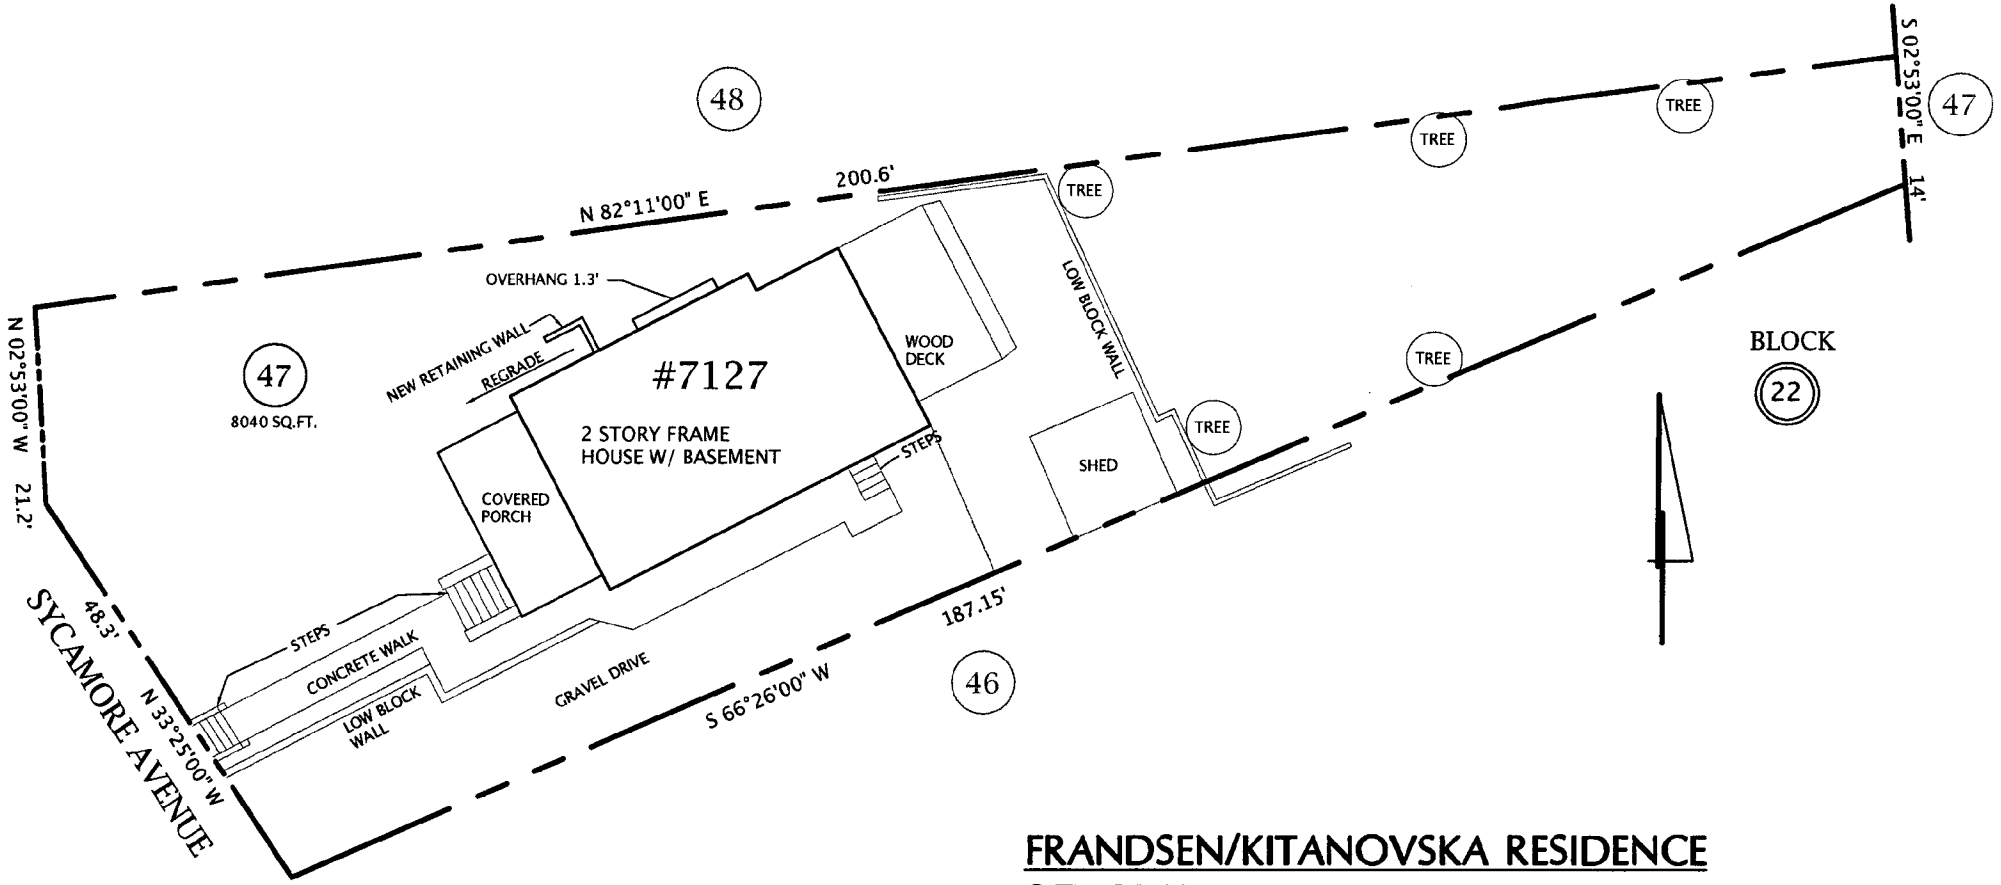 S 02°53'00" E
48
47
TREE
TREE
14'
200.6'
TREE
N 82°11'00" E
OVERHANG 1.3'
LOW BLOCK WALL
N 02°53'00" W
NEW RETAINING WALL
WOOD
DECK
BLOCK
22
47
REGRADE
#7127
TREE
8040 SQ.FT.
2 STORY FRAME
HOUSE W/ BASEMENT
STEPS
TREE
SHED
21.2'
COVERED
PORCH
48.3'
187.15'
SYCAMORE AVENUE
STEPS
CONCRETE WALK
GRAVEL DRIVE
46
S 66°26'00" W
N 33°25'00" W
LOW BLOCK
WALL
FRANDSEN/KITANOVSKA RESIDENCE